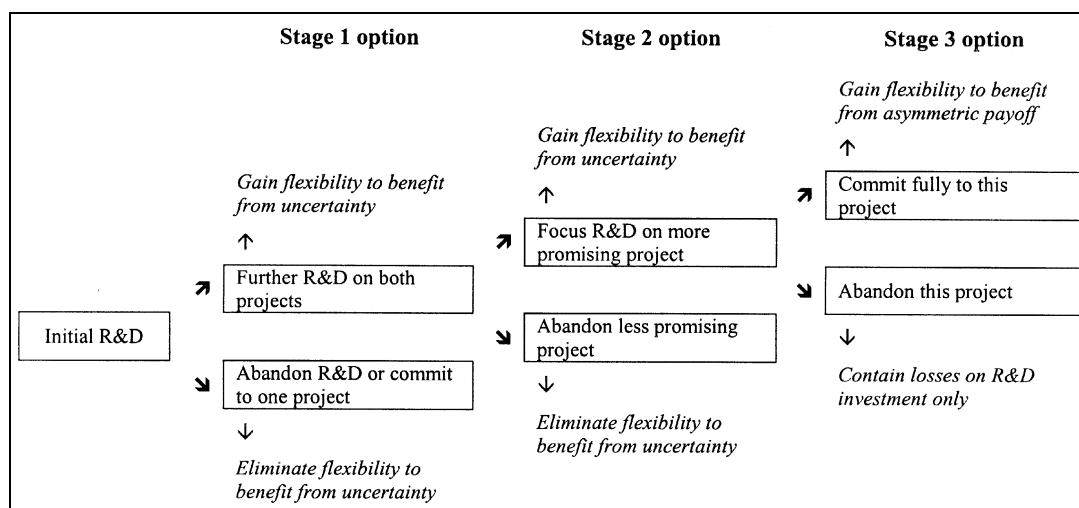 Stage 1 option
Stage 2 option
Stage 3 option
Gain flexibility to benefit
from asymmetric payoff
Gain flexibility to benefit
from uncertainty
Gain flexibility to benefit
from uncertainty
Commit fully to this
project
Focus R&D on more
promising project
Further R&D on both
projects
Abandon this project
Initial R&D
Abandon less promising
project
Abandon R&D or commit
to one project
Contain losses on R&D
investment only
Eliminate flexibility to
benefit from uncertainty
Eliminate flexibility to
benefit from uncertainty